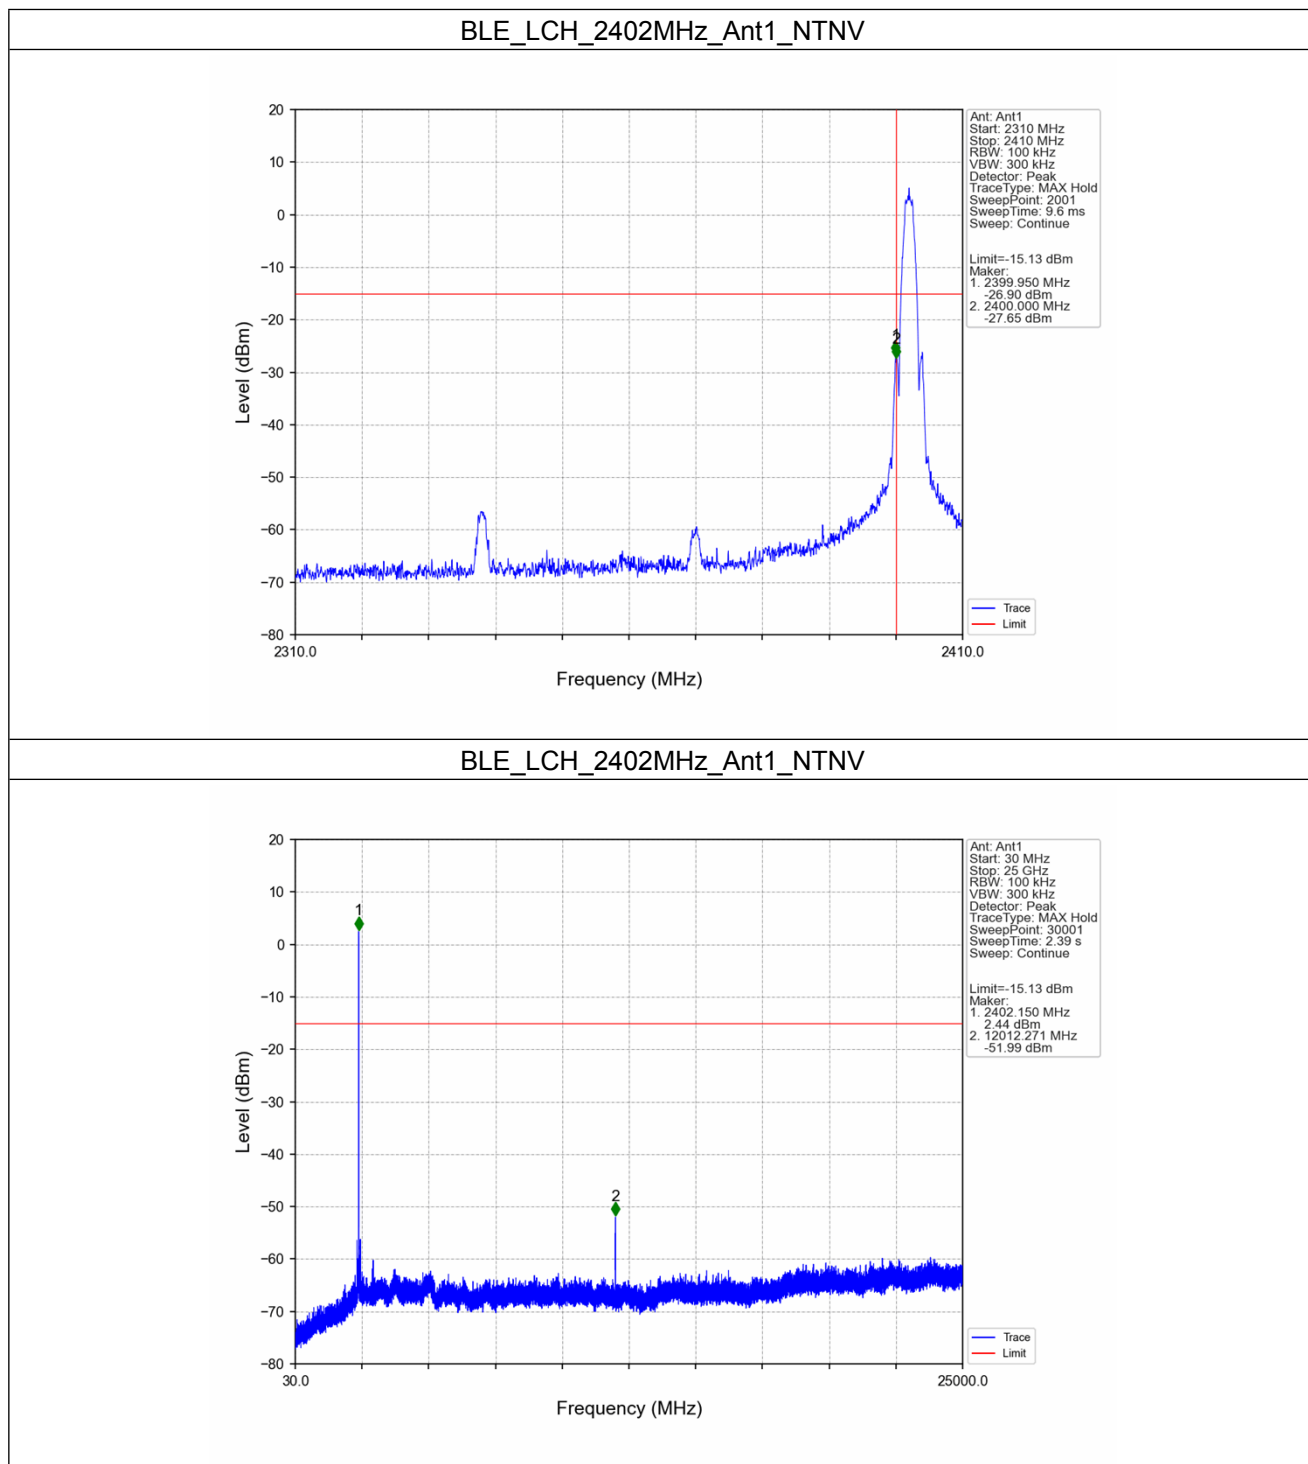 BLE_LCH_2402MHz_Ant1_NTNV
20
10
0
−10
−20
−30
−40
−50
−60
−70
−80
Level (dBm)
2310.0
2410.0
Frequency (MHz)
1
2
Ant: Ant1
Start: 2310 MHz
Stop: 2410 MHz
RBW: 100 kHz
VBW: 300 kHz
Detector: Peak
TraceType: MAX Hold
SweepPoint: 2001
SweepTime: 9.6 ms
Sweep: Continue
Limit=-15.13 dBm
Maker:
1. 2399.950 MHz
-26.90 dBm
2. 2400.000 MHz
-27.65 dBm
Trace
Limit
BLE_LCH_2402MHz_Ant1_NTNV
20
10
0
−10
−20
−30
−40
−50
−60
−70
−80
Level (dBm)
30.0
25000.0
Frequency (MHz)
1
2
Ant: Ant1
Start: 30 MHz
Stop: 25 GHz
RBW: 100 kHz
VBW: 300 kHz
Detector: Peak
TraceType: MAX Hold
SweepPoint: 30001
SweepTime: 2.39 s
Sweep: Continue
Limit=-15.13 dBm
Maker:
1. 2402.150 MHz
2.44 dBm
2. 12012.271 MHz
-51.99 dBm
Trace
Limit